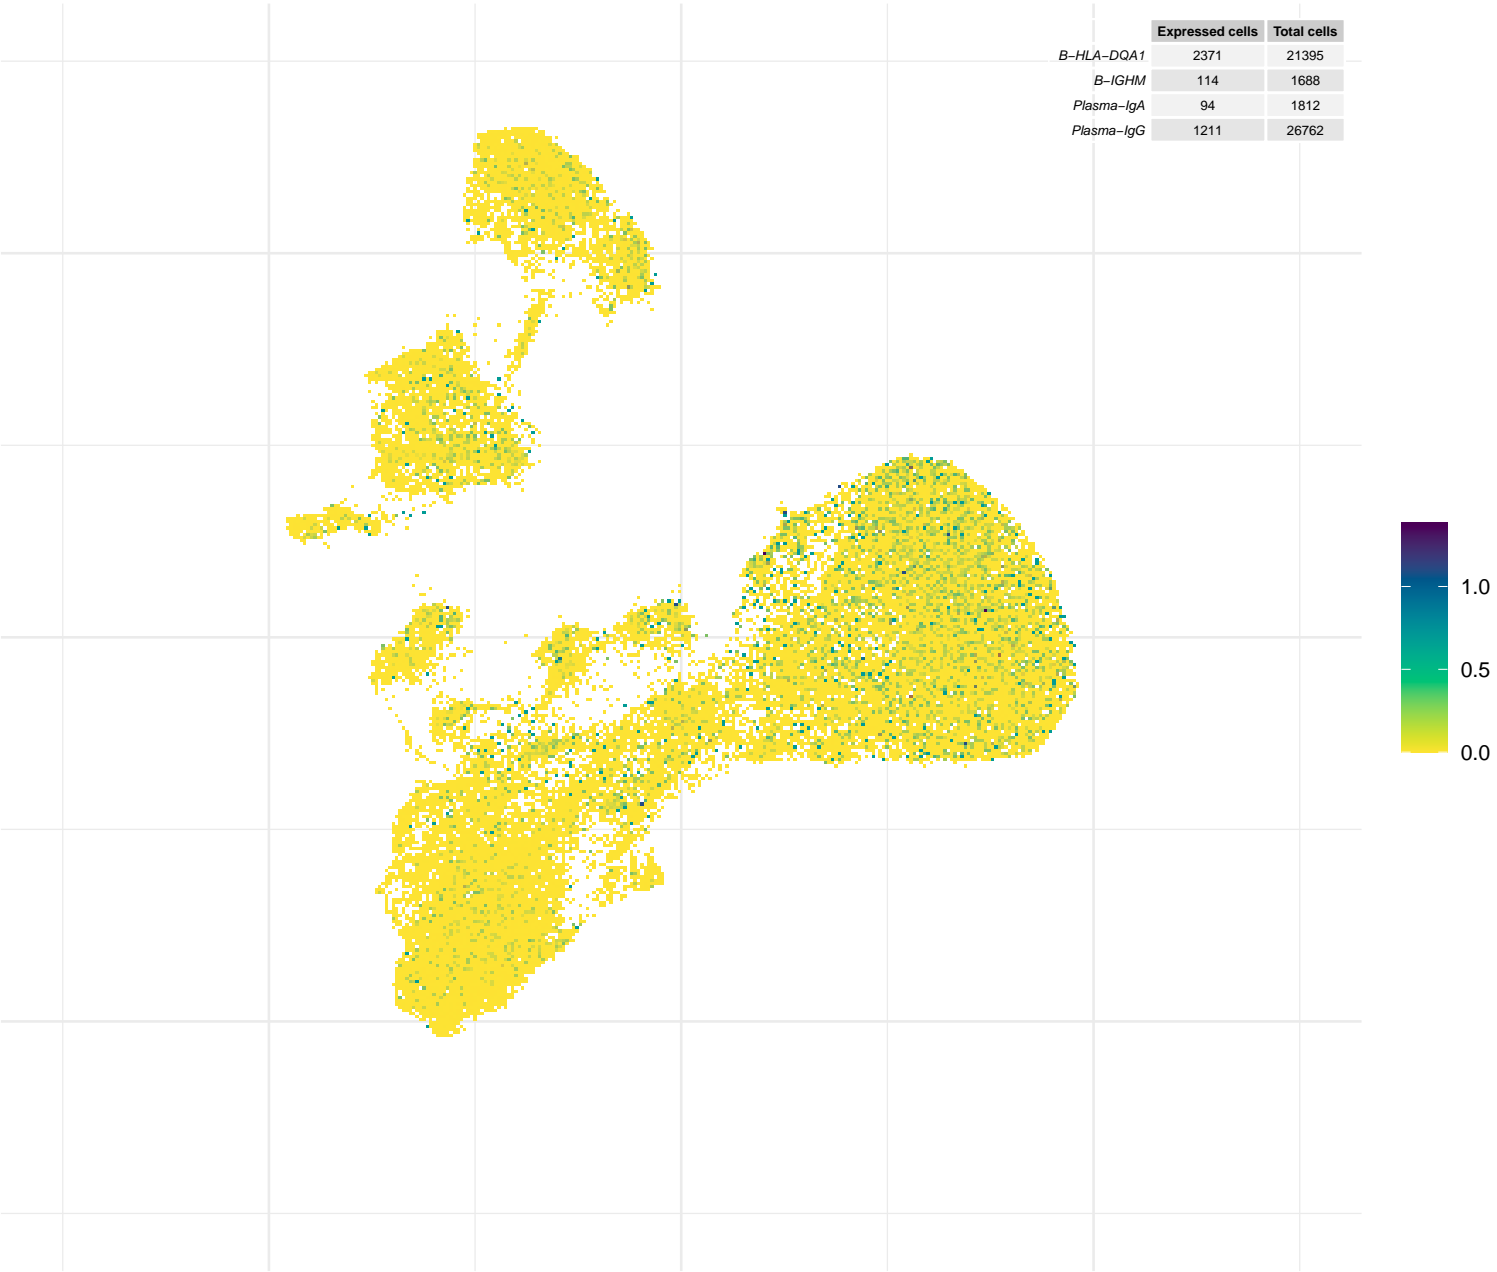 Expressed cells Total cells
B−HLA−DQA1 2371 21395
B−IGHM 114 1688
Plasma−IgA 94 1812
Plasma−IgG 1211 26762
1.0
0.5
0.0